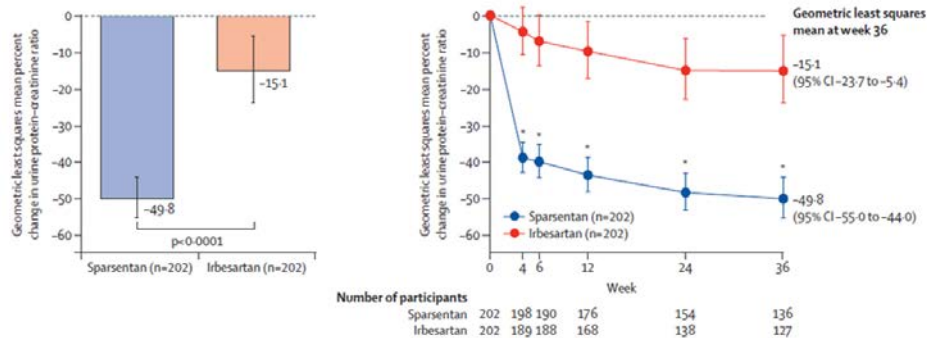 Geometric least squares mean percent
change in urine protein–creatinine ratio
0
−10
−20
−30
−40
−50
−60
−49·8
−15·1
p<0·0001
Sparsentan (n=202)
Irbesartan (n=202)
Geometric least squares mean percent
change in urine protein–creatinine ratio
0
−10
−20
−30
−40
−50
−60
* * * * *
Sparsentan (n=202)
Irbesartan (n=202)
0 4 6 12 24 36
Week
Geometric least squares
mean at week 36
−15·1
(95% CI −23·7 to −5·4)
−49·8
(95% CI −55·0 to −44·0)
Number of participants
Sparsentan 202 198 190 176 154 136
Irbesartan 202 189 188 168 138 127